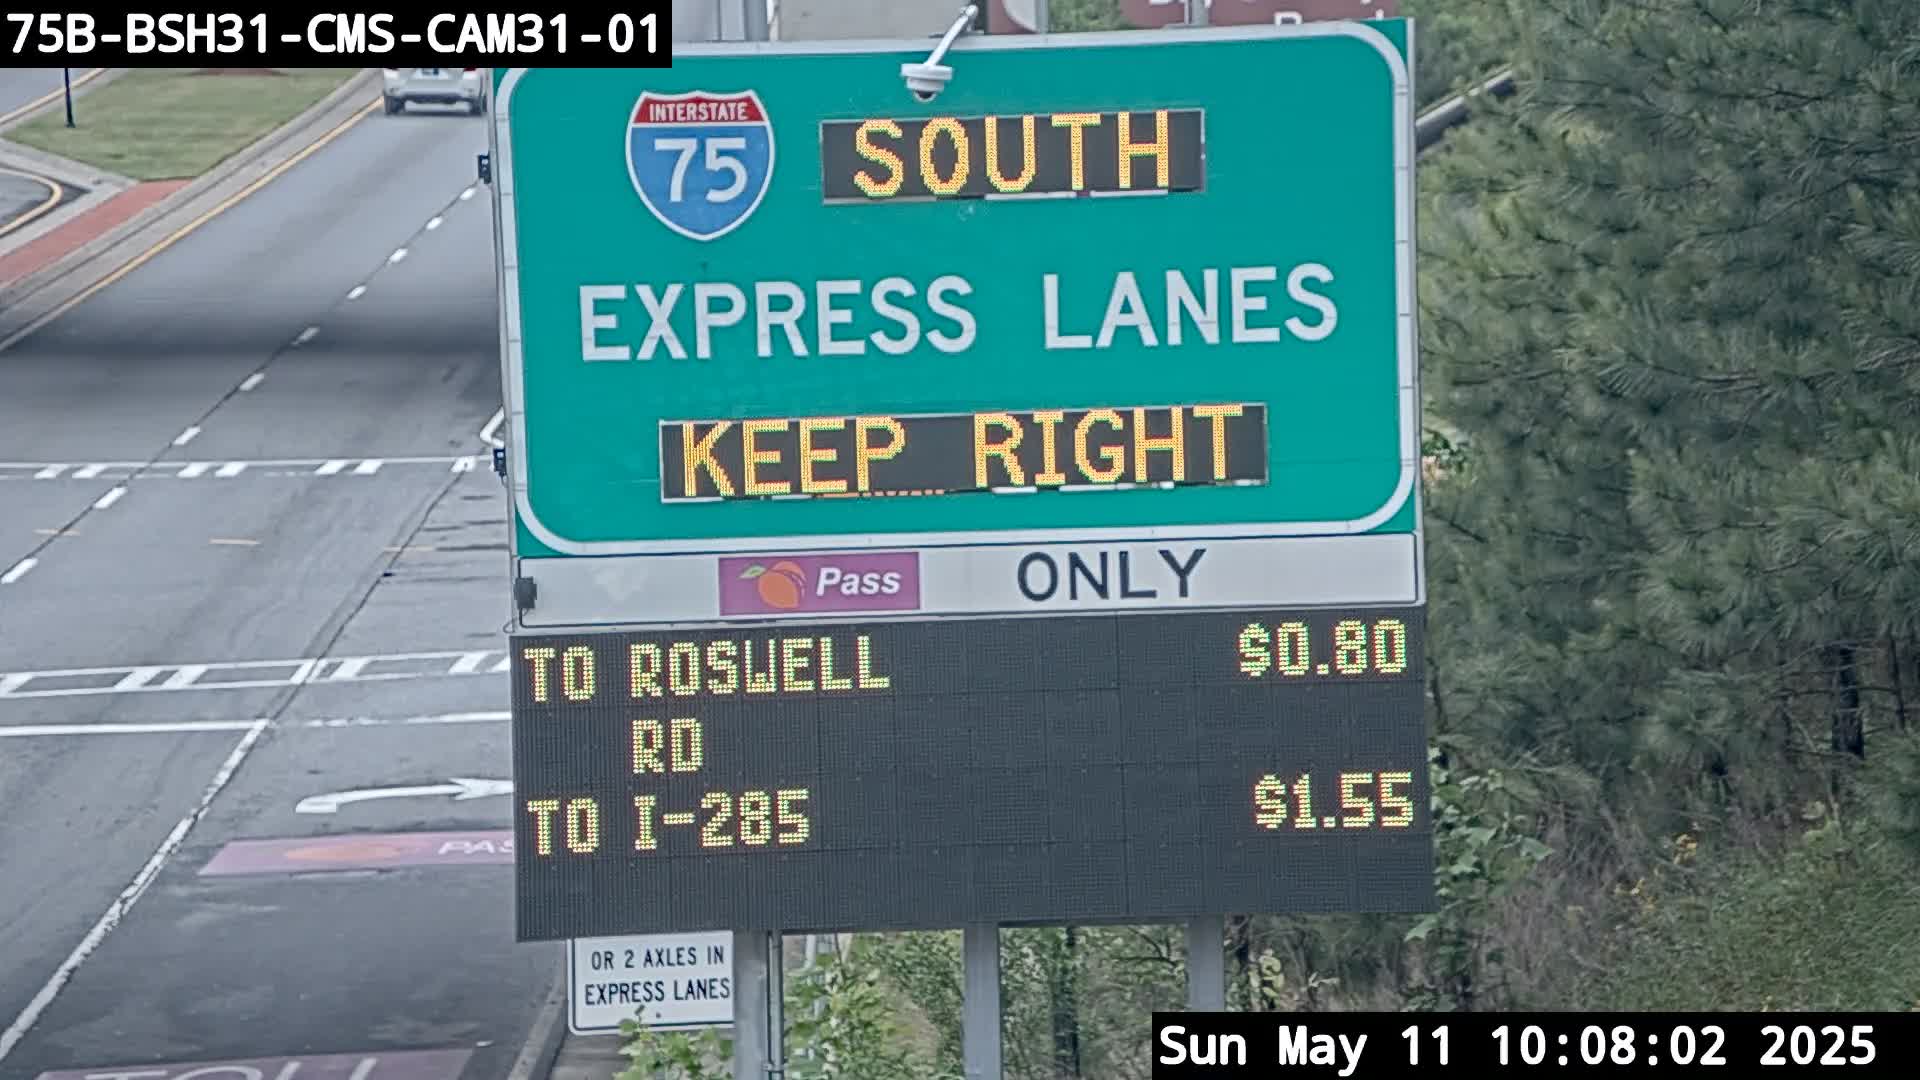 75B-BSH31-CMS-CAM31-01
INTERSTATE
75
SOUTH
EXPRESS LANES
KEEP RIGHT
Pass ONLY
TO ROSWELL $0.80
RD
TO I-285 $1.55
OR 2 AXLES IN
EXPRESS LANES
TOLL
Sun May 11 10:08:02 2025